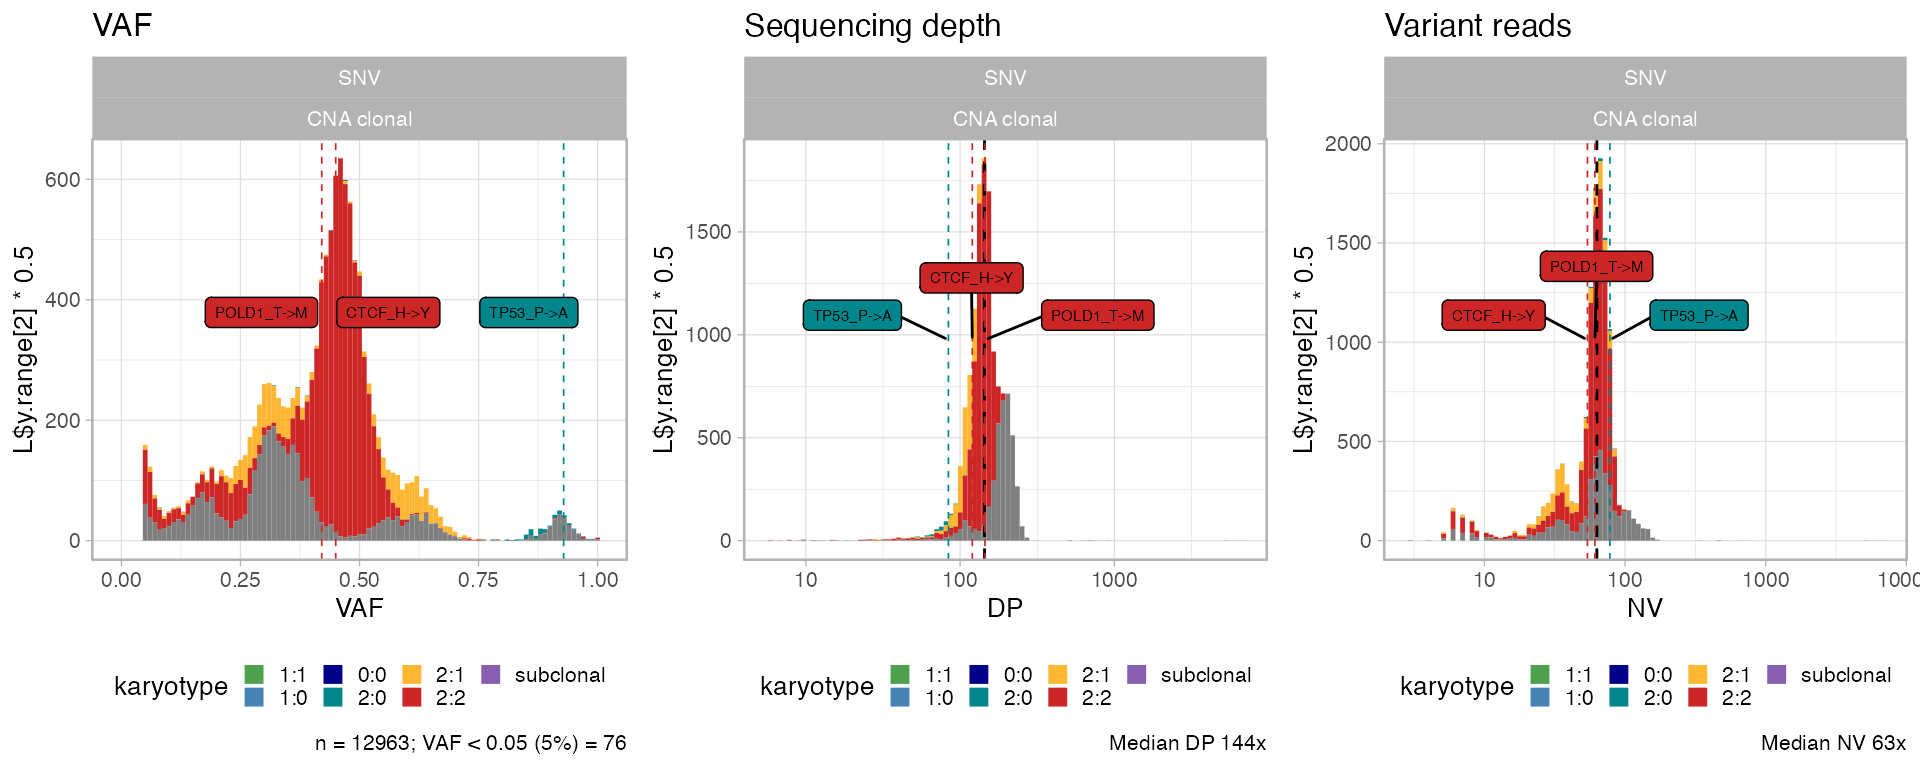 VAF
SNV
CNA clonal
L$y.range[2] * 0.5
600
400
200
0
POLD1_T->M
CTCF_H->Y
TP53_P->A
0.00
0.25
0.50
0.75
1.00
VAF
karyotype
1:1
0:0
2:1
subclonal
1:0
2:0
2:2
n = 12963; VAF < 0.05 (5%) = 76
Sequencing depth
SNV
CNA clonal
L$y.range[2] * 0.5
1500
1000
500
0
CTCF_H->Y
TP53_P->A
POLD1_T->M
10
100
1000
DP
karyotype
1:1
0:0
2:1
subclonal
1:0
2:0
2:2
Median DP 144x
Variant reads
SNV
CNA clonal
L$y.range[2] * 0.5
2000
1500
1000
500
0
POLD1_T->M
CTCF_H->Y
TP53_P->A
10
100
1000
1000
NV
karyotype
1:1
0:0
2:1
subclonal
1:0
2:0
2:2
Median NV 63x